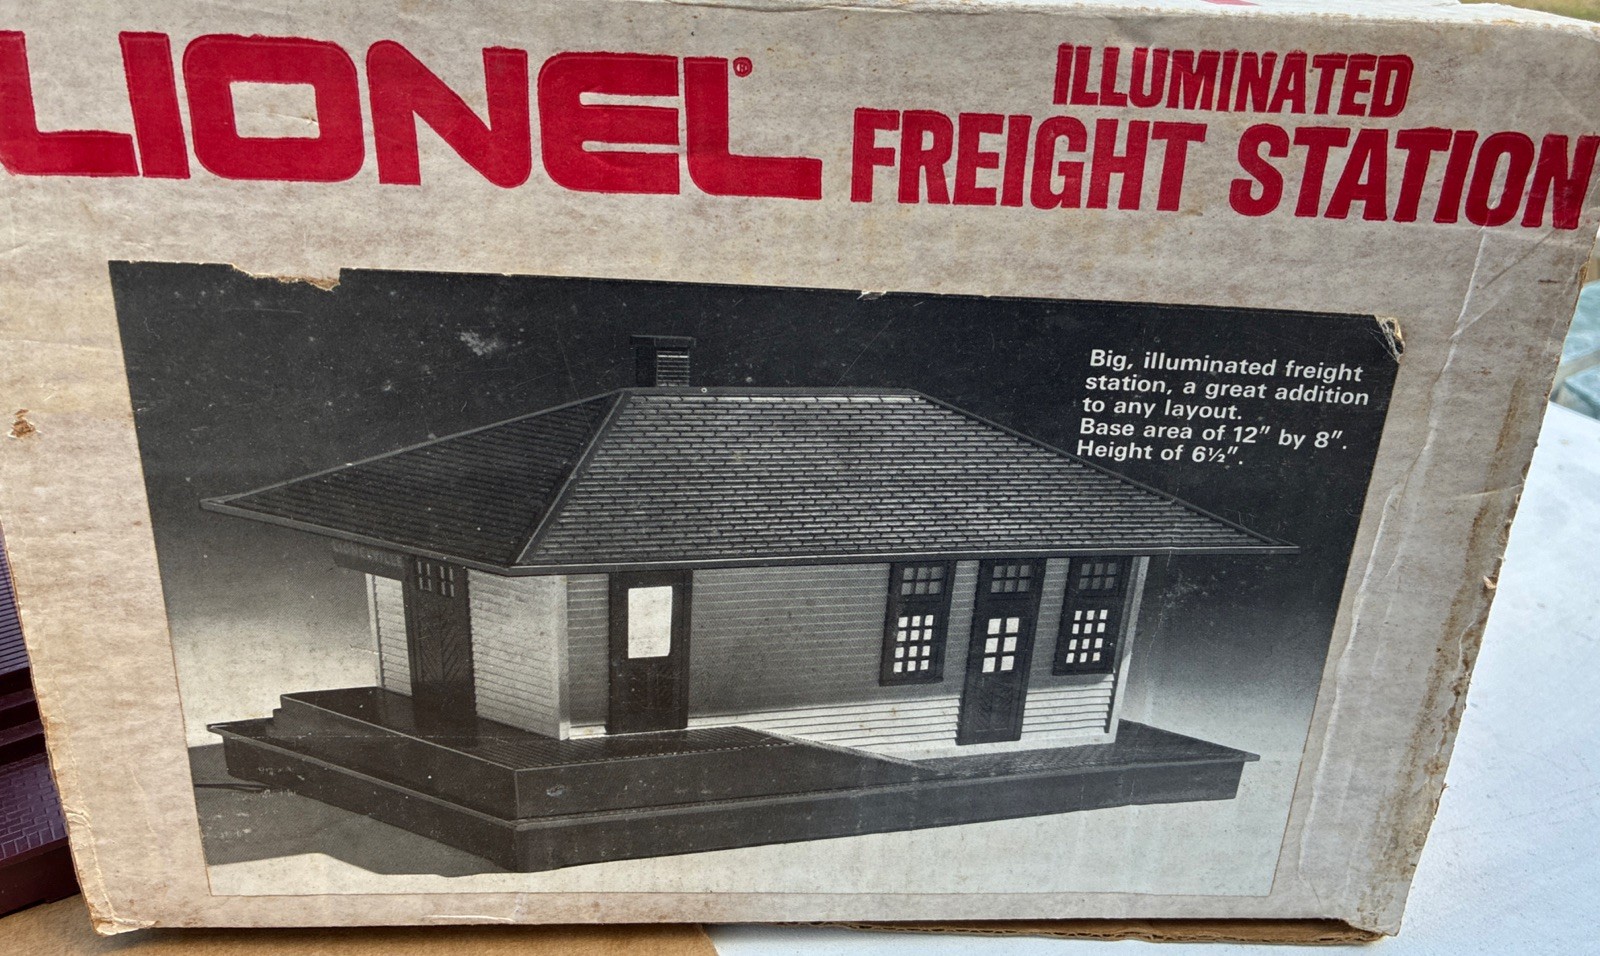 LIONEL®
ILLUMINATED
FREIGHT STATION
Big, illuminated freight
station, a great addition
to any layout.
Base area of 12" by 8".
Height of 6½".
LIONELVILLE